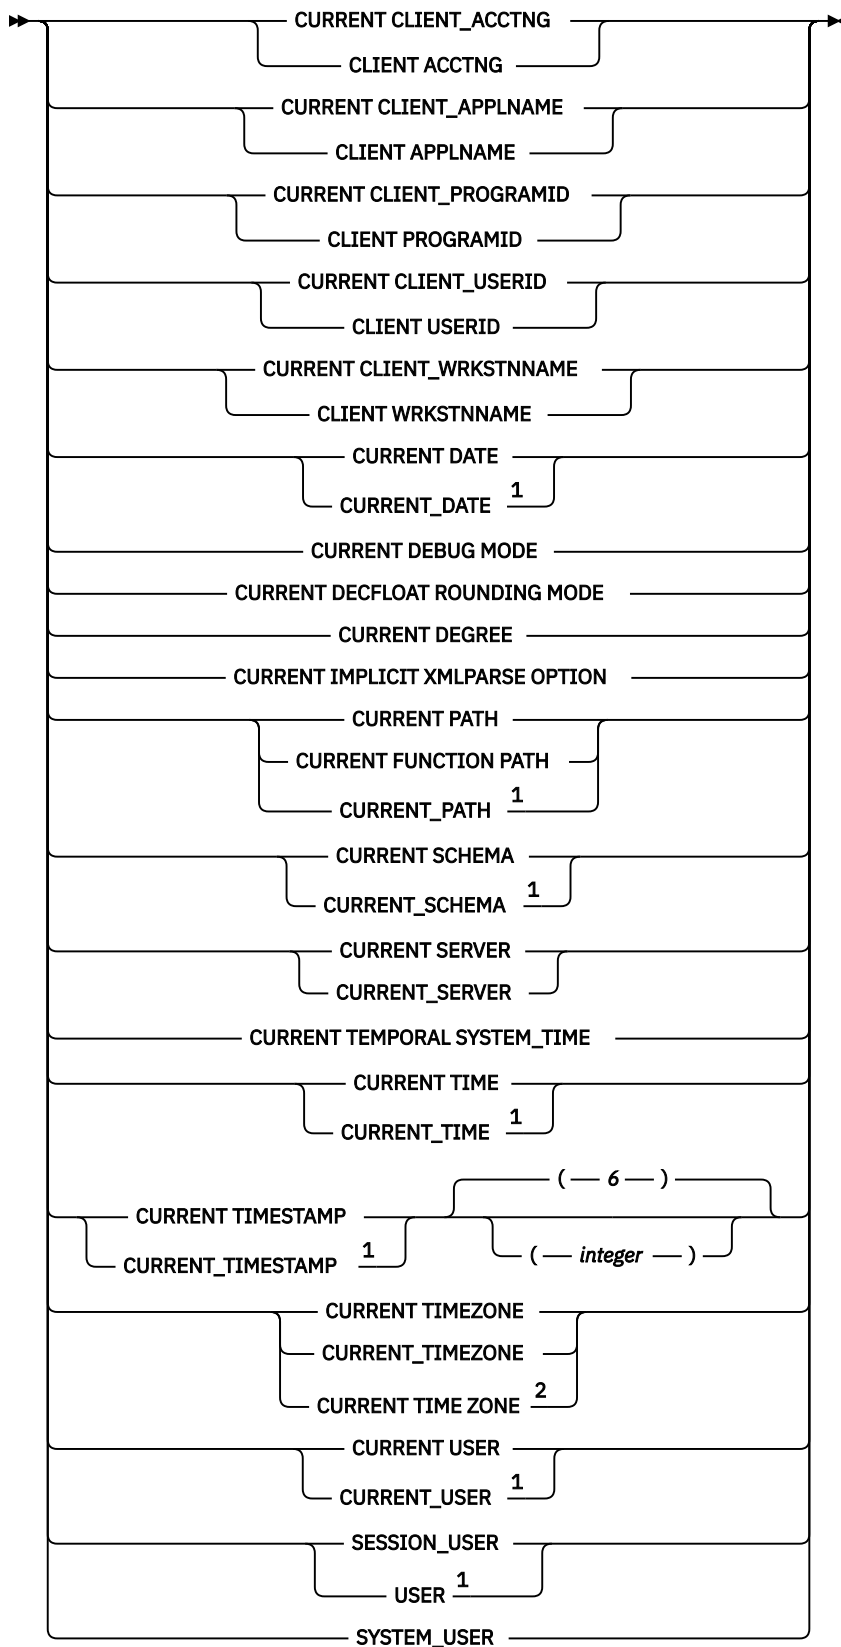 CURRENT CLIENT_ACCTNG
CLIENT ACCTNG
CURRENT CLIENT_APPLNAME
CLIENT APPLNAME
CURRENT CLIENT_PROGRAMID
CLIENT PROGRAMID
CURRENT CLIENT_USERID
CLIENT USERID
CURRENT CLIENT_WRKSTNNAME
CLIENT WRKSTNNAME
CURRENT DATE
CURRENT_DATE 1
CURRENT DEBUG MODE
CURRENT DECFLOAT ROUNDING MODE
CURRENT DEGREE
CURRENT IMPLICIT XMLPARSE OPTION
CURRENT PATH
CURRENT FUNCTION PATH
CURRENT_PATH 1
CURRENT SCHEMA
CURRENT_SCHEMA 1
CURRENT SERVER
CURRENT_SERVER
CURRENT TEMPORAL SYSTEM_TIME
CURRENT TIME
CURRENT_TIME 1
( 6 )
CURRENT TIMESTAMP
CURRENT_TIMESTAMP 1 ( integer )
CURRENT TIMEZONE
CURRENT_TIMEZONE
CURRENT TIME ZONE 2
CURRENT USER
CURRENT_USER 1
SESSION_USER
USER 1
SYSTEM_USER